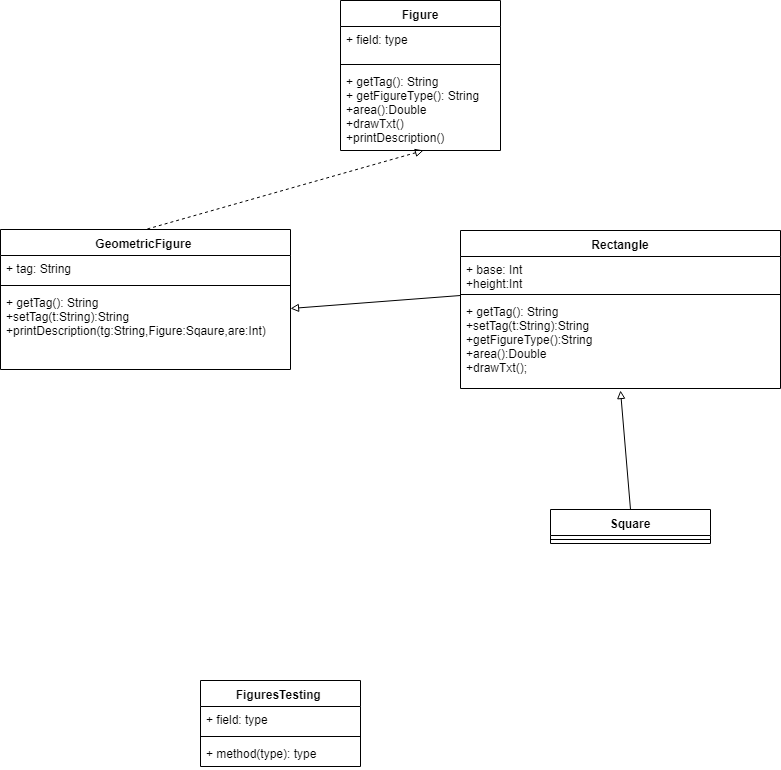 Figure
+ field: type
+ getTag(): String
+ getFigureType(): String
+area():Double
+drawTxt()
+printDescription()
GeometricFigure
+ tag: String
+ getTag(): String
+setTag(t:String):String
+printDescription(tg:String,Figure:Sqaure,are:Int)
Rectangle
+ base: Int
+height:Int
+ getTag(): String
+setTag(t:String):String
+getFigureType():String
+area():Double
+drawTxt();
Square
FiguresTesting
+ field: type
+ method(type): type